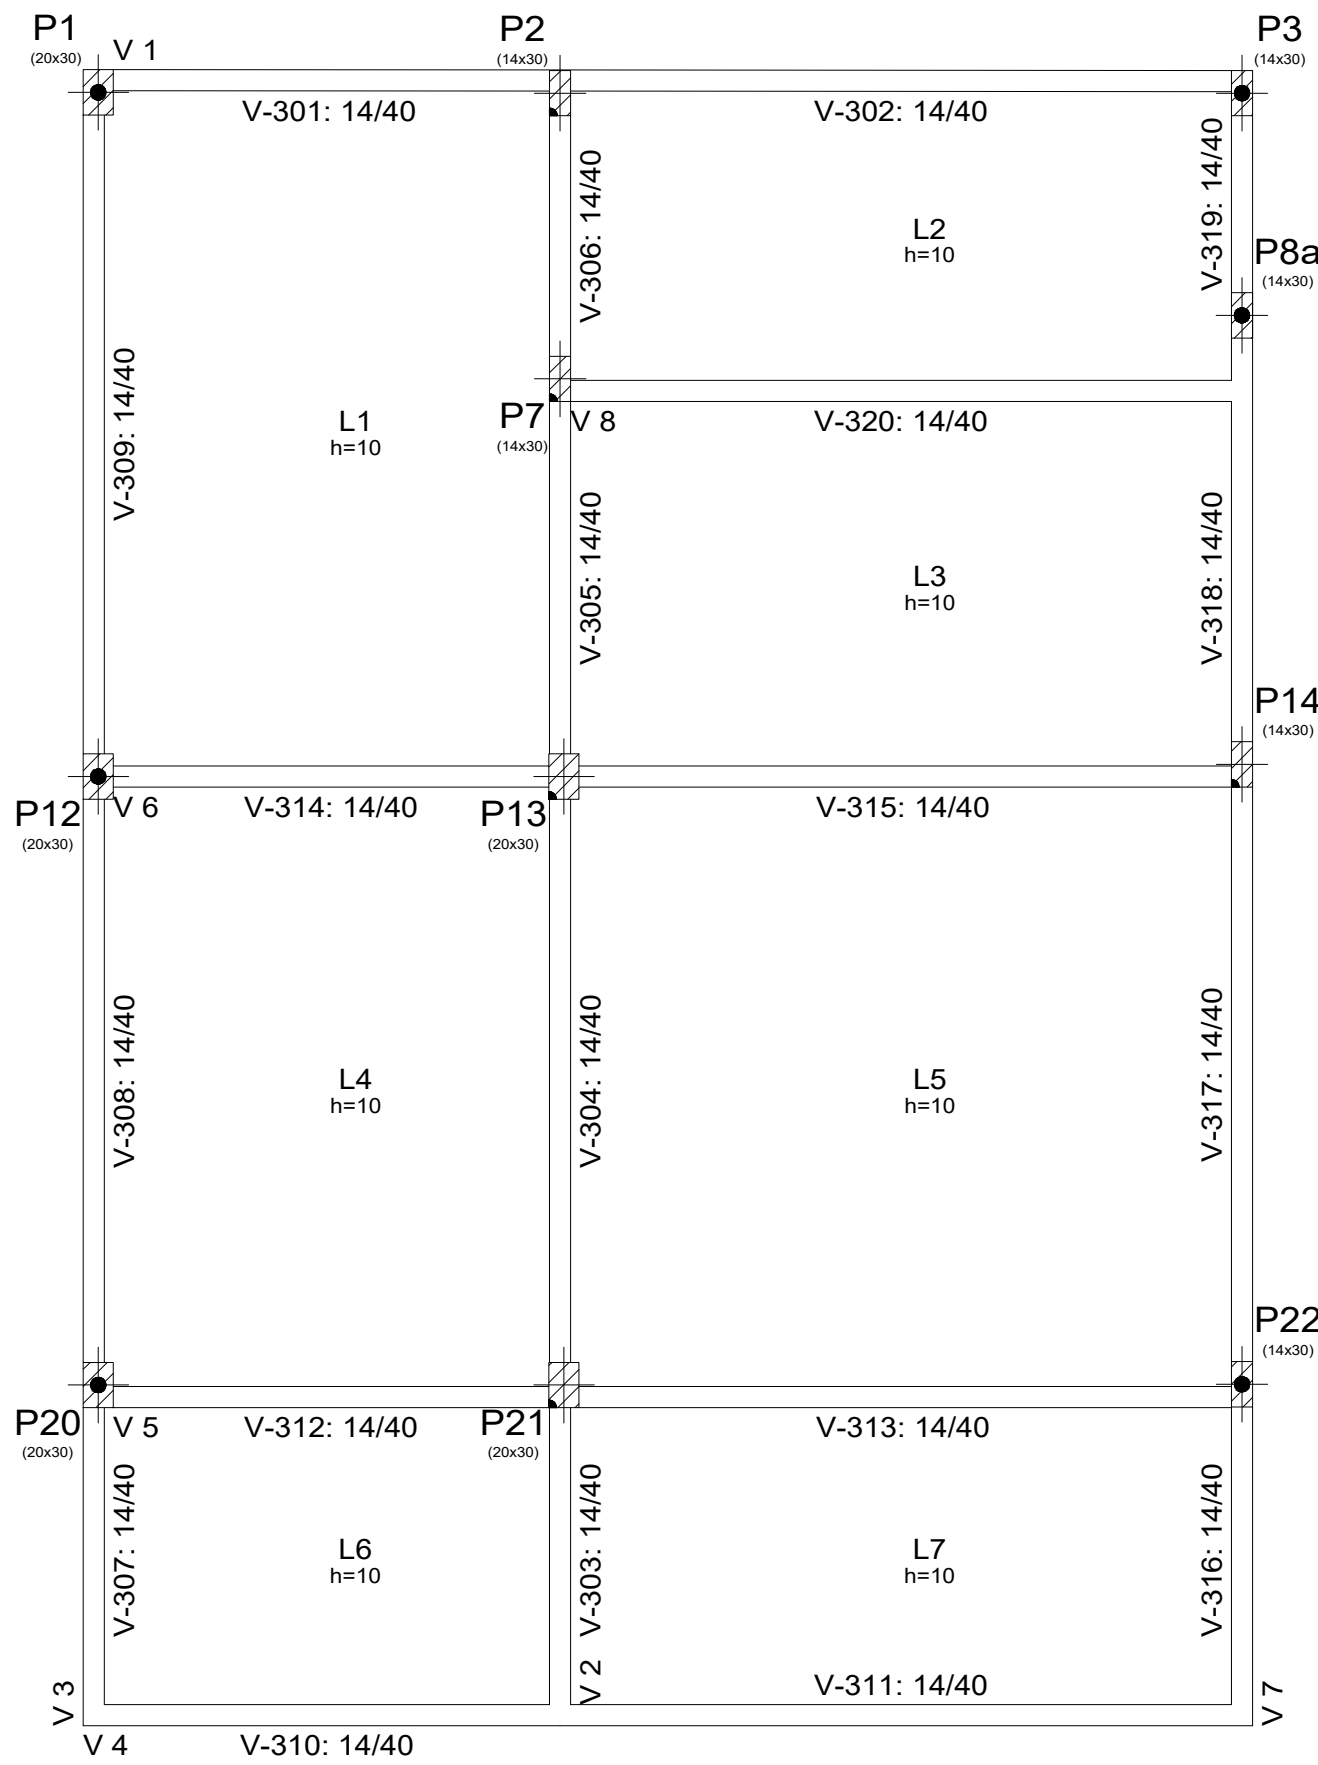 P1
(20x30)
V 1
P2
(14x30)
P3
(14x30)
V-301: 14/40
V-302: 14/40
V-306: 14/40
V-319: 14/40
L2
h=10
P8a
(14x30)
V-309: 14/40
L1
h=10
P7
(14x30)
V 8
V-320: 14/40
V-305: 14/40
L3
h=10
V-318: 14/40
P14
(14x30)
P12
(20x30)
V 6
V-314: 14/40
P13
(20x30)
V-315: 14/40
V-308: 14/40
L4
h=10
V-304: 14/40
L5
h=10
V-317: 14/40
P22
(14x30)
P20
(20x30)
V 5
V-312: 14/40
P21
(20x30)
V-313: 14/40
V-307: 14/40
L6
h=10
V-303: 14/40
L7
h=10
V-316: 14/40
V 3
V 2
V-311: 14/40
V 7
V 4
V-310: 14/40